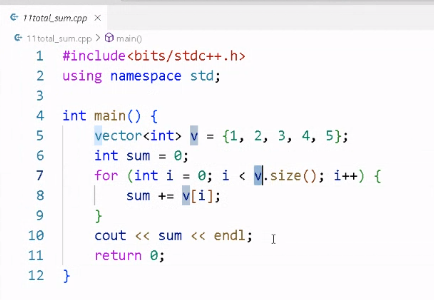 11total_sum.cpp ×
11total_sum.cpp > main()
1 #include<bits/stdc++.h>
2 using namespace std;
3
4 int main() {
5 vector<int> v = {1, 2, 3, 4, 5};
6 int sum = 0;
7 for (int i = 0; i < v.size(); i++) {
8 sum += v[i];
9 }
10 cout << sum << endl;
11 return 0;
12 }